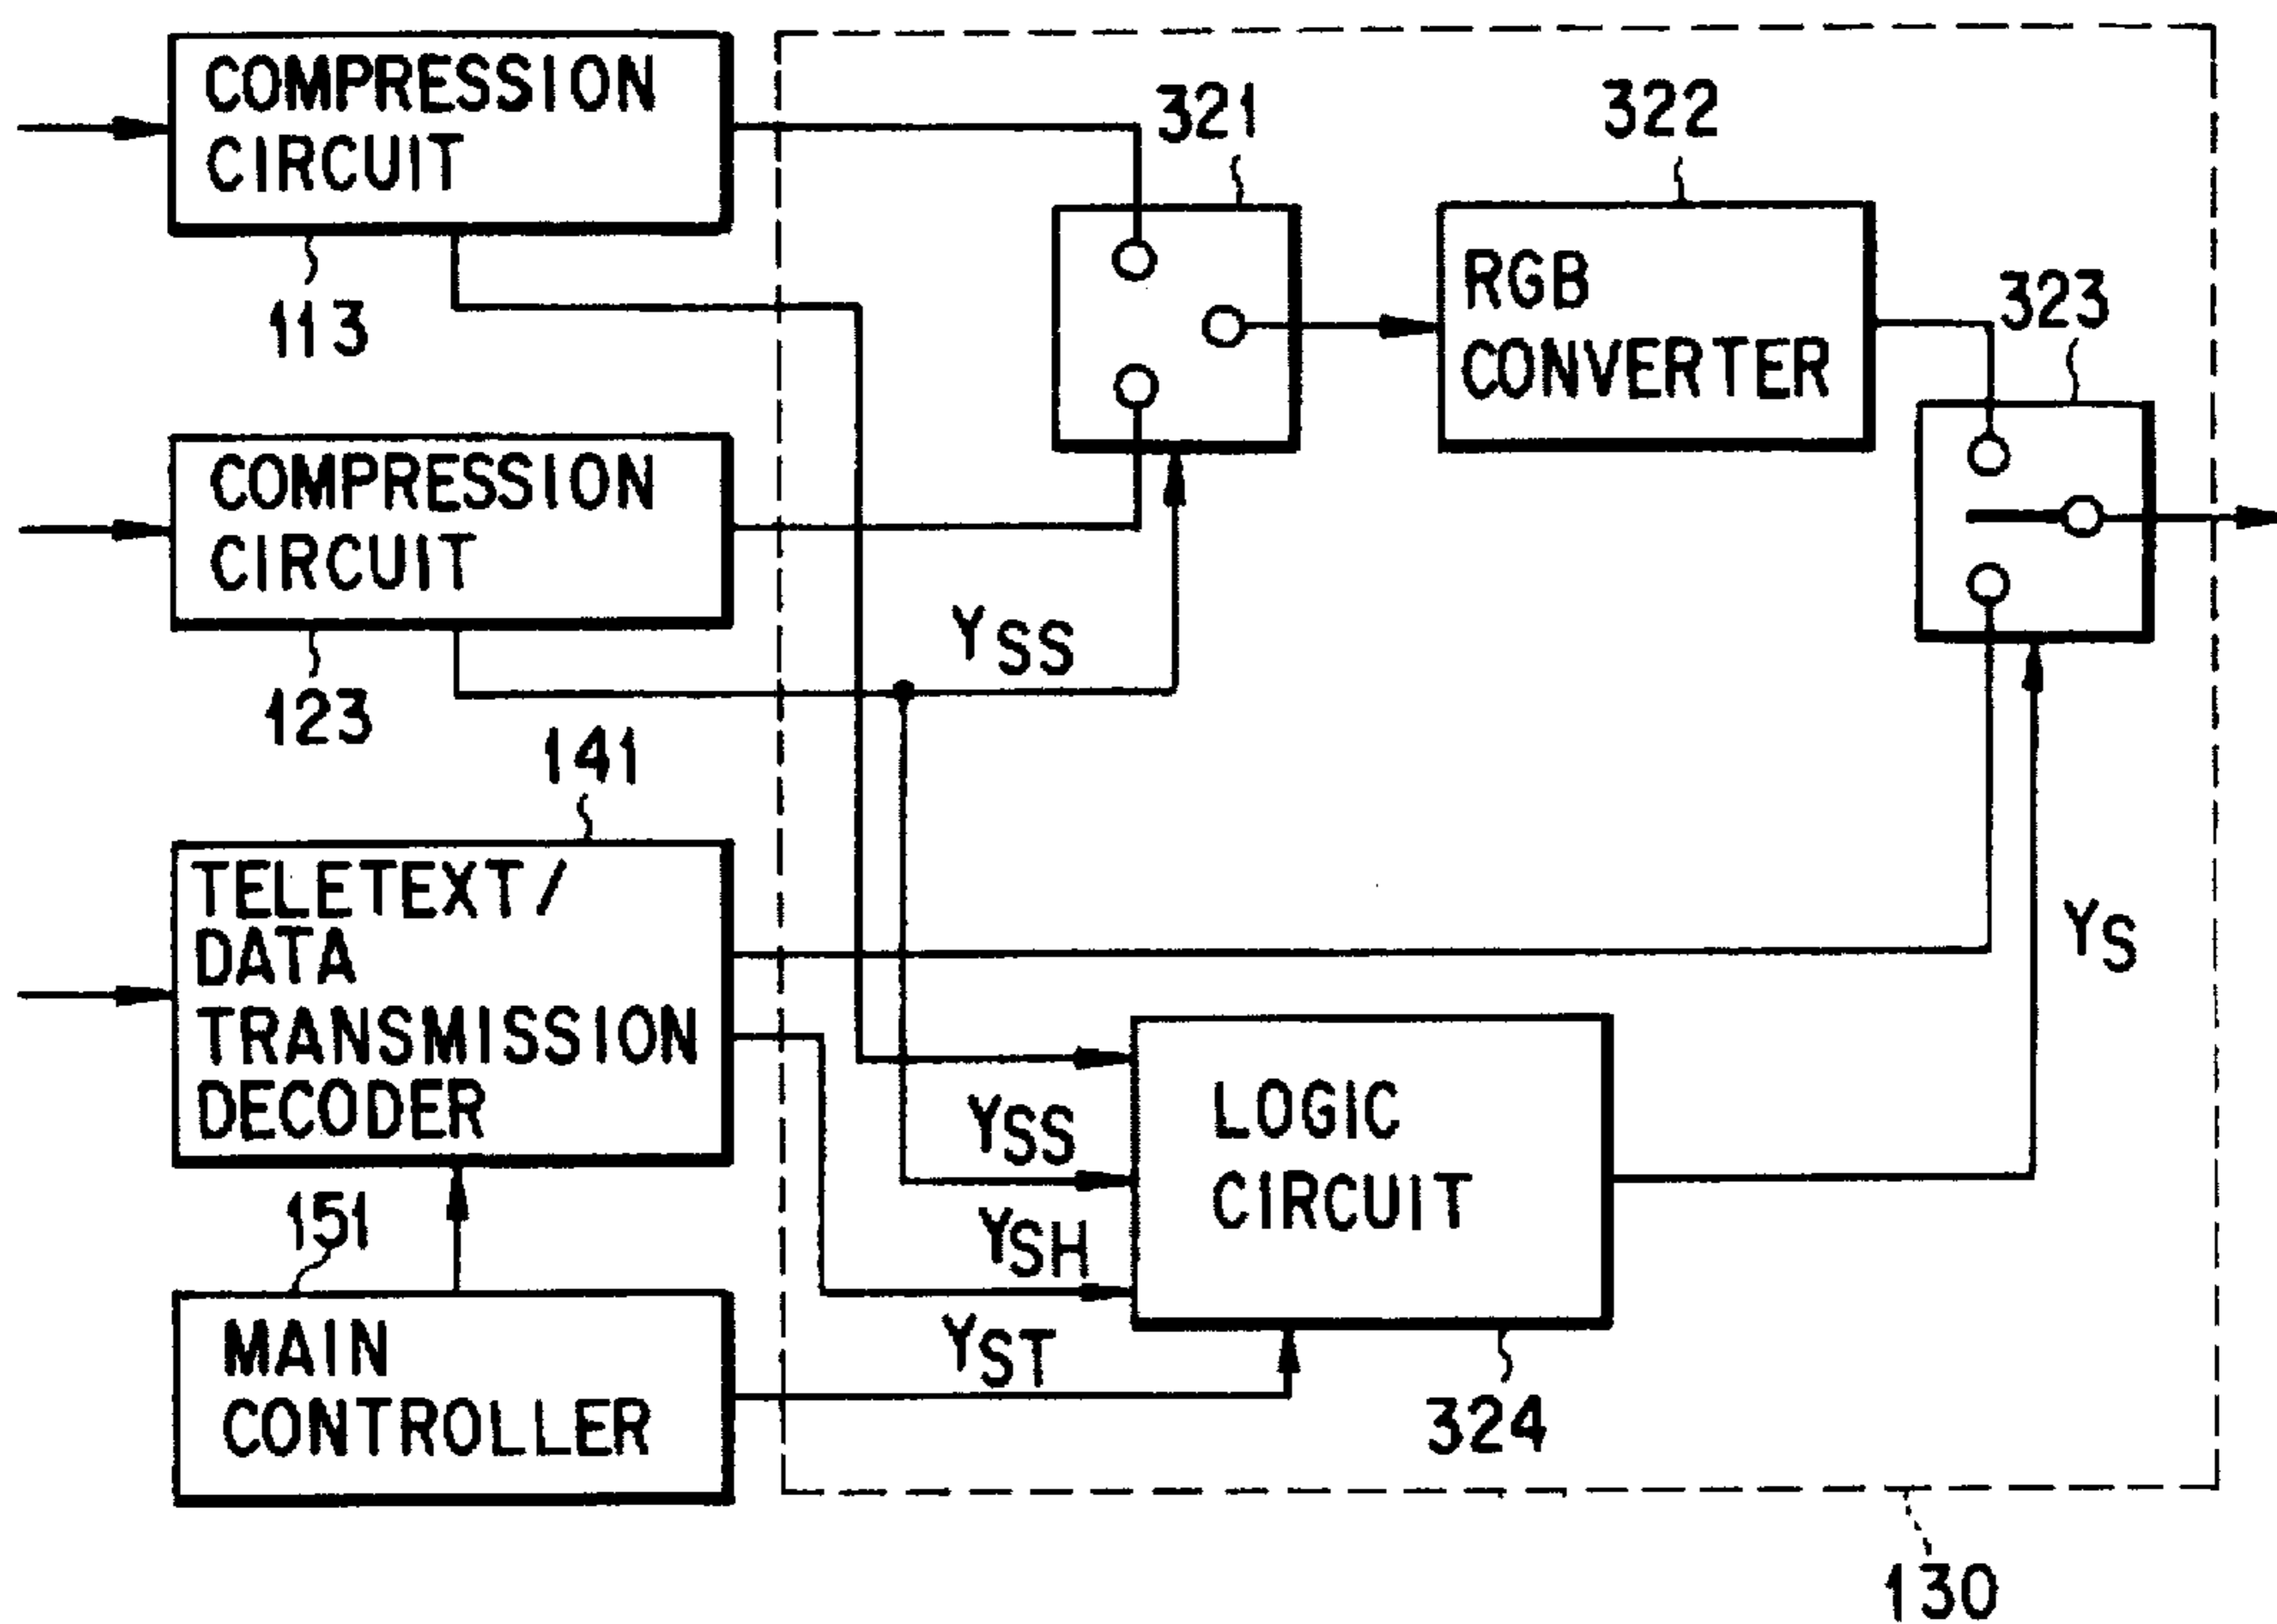 COMPRESSION
CIRCUIT
113
321
322
RGB
CONVERTER
323
COMPRESSION
CIRCUIT
123
YSS
141
TELETEXT/
DATA
TRANSMISSION
DECODER
YS
LOGIC
CIRCUIT
YSS
YSH
YST
324
151
MAIN
CONTROLLER
130